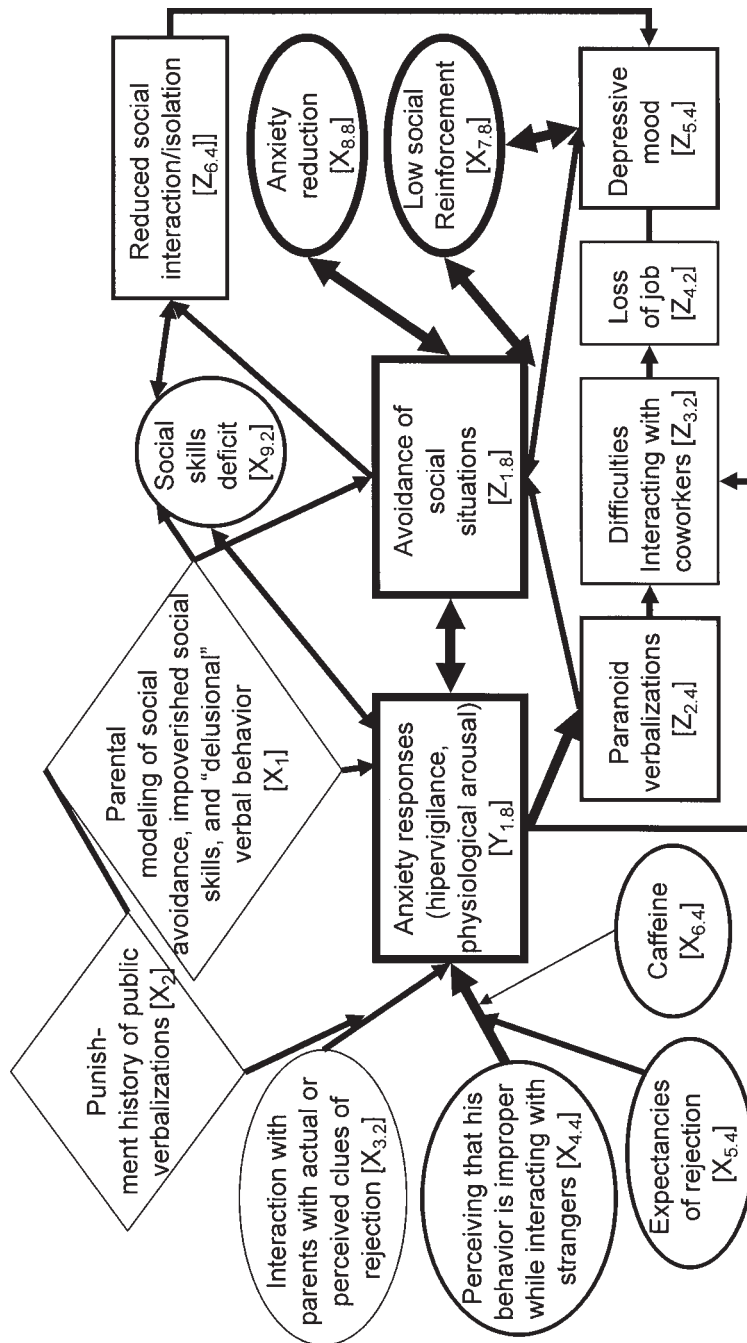 Punish-
ment history of public
verbalizations [X2]
Parental
modeling of social
avoidance, impoverished social
skills, and “delusional”
verbal behavior
[X1]
Social
skills
deficit
[X9.2]
Reduced social
interaction/isolation
[Z6.4]]
Interaction with
parents with actual or
perceived clues of
rejection [X3.2]
Anxiety responses
(hipervigilance,
physiological arousal)
[Y1.8]
Avoidance of
social
situations
[Z1.8]
Anxiety
reduction
[X8.8]
Perceiving that his
behavior is improper
while interacting with
strangers [X4.4]
Low social
Reinforcement
[X7.8]
Expectancies
of rejection
[X5.4]
Caffeine
[X6.4]
Paranoid
verbalizations
[Z2.4]
Difficulties
Interacting with
coworkers [Z3.2]
Loss
of job
[Z4.2]
Depressive
mood
[Z5.4]